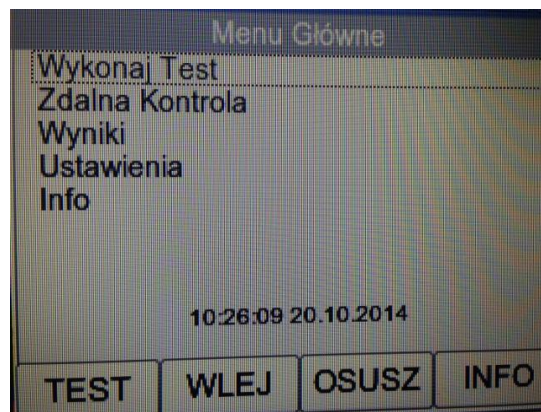 Menu Główne
Wykonaj Test
Zdalna Kontrola
Wyniki
Ustawienia
Info
10:26:09 20.10.2014
TEST WLEJ OSUSZ INFO